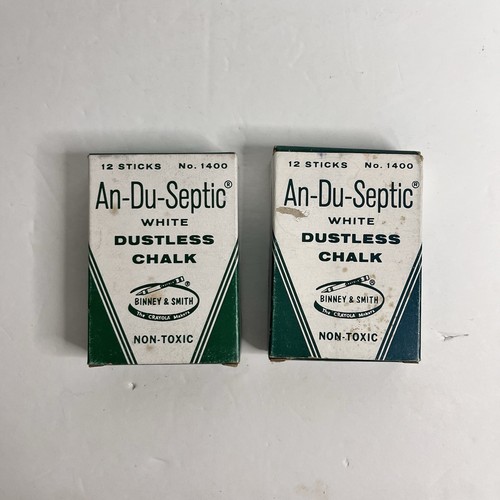 12 STICKS No. 1400
An-Du-Septic®
WHITE
DUSTLESS
CHALK
®
BINNEY & SMITH
The CRAYOLA Makers
NON-TOXIC
12 STICKS No. 1400
An-Du-Septic®
WHITE
DUSTLESS
CHALK
®
BINNEY & SMITH
The CRAYOLA Makers
NON-TOXIC